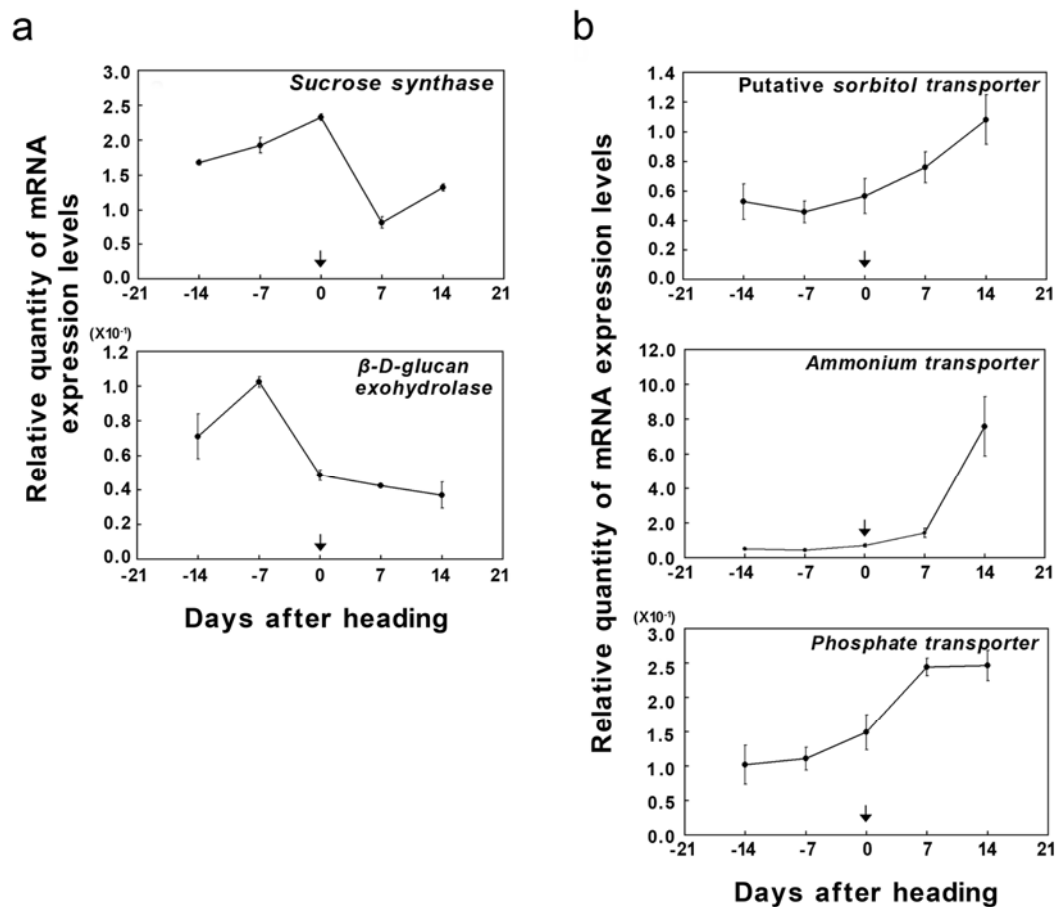 a
Relative quantity of mRNA
expression levels
Sucrose synthase
3.0
2.5
2.0
1.5
1.0
0.5
0.0
-21 -14 -7 0 7 14 21
(X10⁻¹)
β-D-glucan
exohydrolase
1.2
1.0
0.8
0.6
0.4
0.2
0.0
-21 -14 -7 0 7 14 21
Days after heading
b
Relative quantity of mRNA expression levels
Putative sorbitol transporter
1.4
1.2
1.0
0.8
0.6
0.4
0.2
0.0
-21 -14 -7 0 7 14 21
Ammonium transporter
12.0
10.0
8.0
6.0
4.0
2.0
0.0
-21 -14 -7 0 7 14 21
(X10⁻¹)
Phosphate transporter
3.0
2.5
2.0
1.5
1.0
0.5
0.0
-21 -14 -7 0 7 14 21
Days after heading